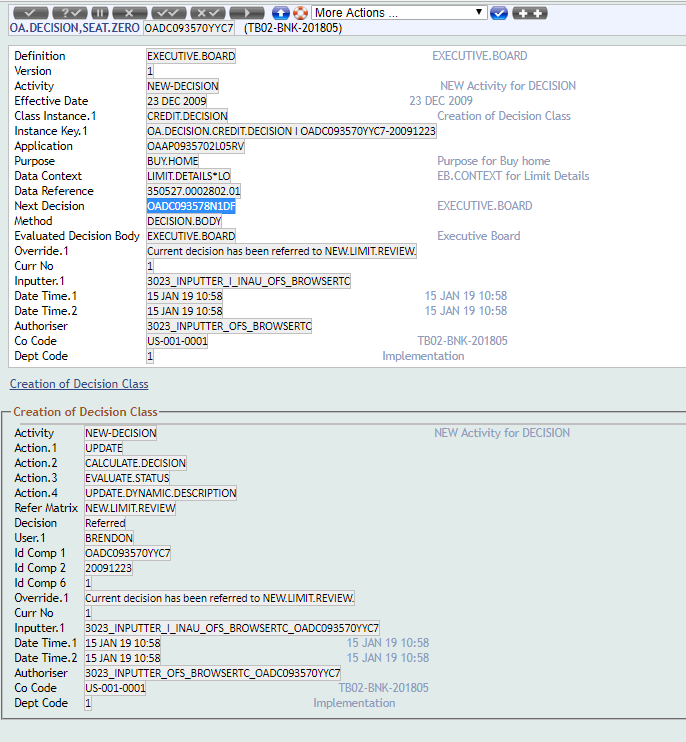 More Actions ...
OA.DECISION,SEAT.ZERO OADC093570YYC7 (TB02-BNK-201805)
Definition EXECUTIVE.BOARD EXECUTIVE.BOARD
Version 1
Activity NEW-DECISION NEW Activity for DECISION
Effective Date 23 DEC 2009 23 DEC 2009
Class Instance.1 CREDIT.DECISION Creation of Decision Class
Instance Key.1 OA.DECISION.CREDIT.DECISION I OADC093570YYC7-20091223
Application OAAP0935702L05RV
Purpose BUY.HOME Purpose for Buy home
Data Context LIMIT.DETAILS*LO EB.CONTEXT for Limit Details
Data Reference 350527.0002802.01
Next Decision OADC093578N1DF EXECUTIVE.BOARD
Method DECISION.BODY
Evaluated Decision Body EXECUTIVE.BOARD Executive Board
Override.1 Current decision has been referred to NEW.LIMIT.REVIEW.
Curr No 1
Inputter.1 3023_INPUTTER_I_INAU_OFS_BROWSERTC
Date Time.1 15 JAN 19 10:58 15 JAN 19 10:58
Date Time.2 15 JAN 19 10:58 15 JAN 19 10:58
Authoriser 3023_INPUTTER_OFS_BROWSERTC
Co Code US-001-0001 TB02-BNK-201805
Dept Code 1 Implementation
Creation of Decision Class
Creation of Decision Class
Activity NEW-DECISION NEW Activity for DECISION
Action.1 UPDATE
Action.2 CALCULATE.DECISION
Action.3 EVALUATE.STATUS
Action.4 UPDATE.DYNAMIC.DESCRIPTION
Refer Matrix NEW.LIMIT.REVIEW
Decision Referred
User.1 BRENDON
Id Comp 1 OADC093570YYC7
Id Comp 2 20091223
Id Comp 6 1
Override.1 Current decision has been referred to NEW.LIMIT.REVIEW.
Curr No 1
Inputter.1 3023_INPUTTER_I_INAU_OFS_BROWSERTC_OADC093570YYC7
Date Time.1 15 JAN 19 10:58 15 JAN 19 10:58
Date Time.2 15 JAN 19 10:58 15 JAN 19 10:58
Authoriser 3023_INPUTTER_OFS_BROWSERTC_OADC093570YYC7
Co Code US-001-0001 TB02-BNK-201805
Dept Code 1 Implementation